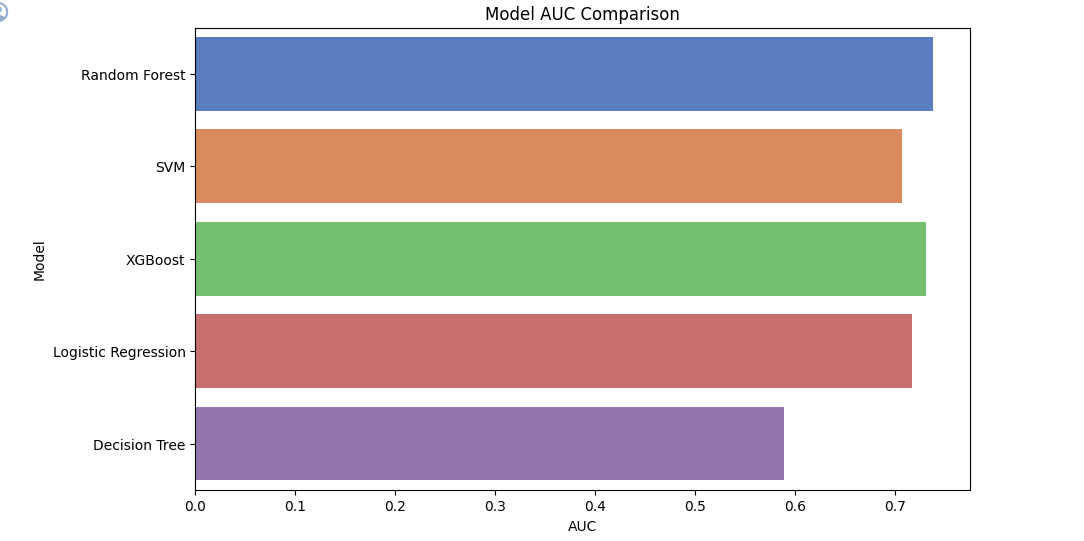 Model AUC Comparison
Random Forest
SVM
XGBoost
Logistic Regression
Decision Tree
Model
0.0 0.1 0.2 0.3 0.4 0.5 0.6 0.7
AUC